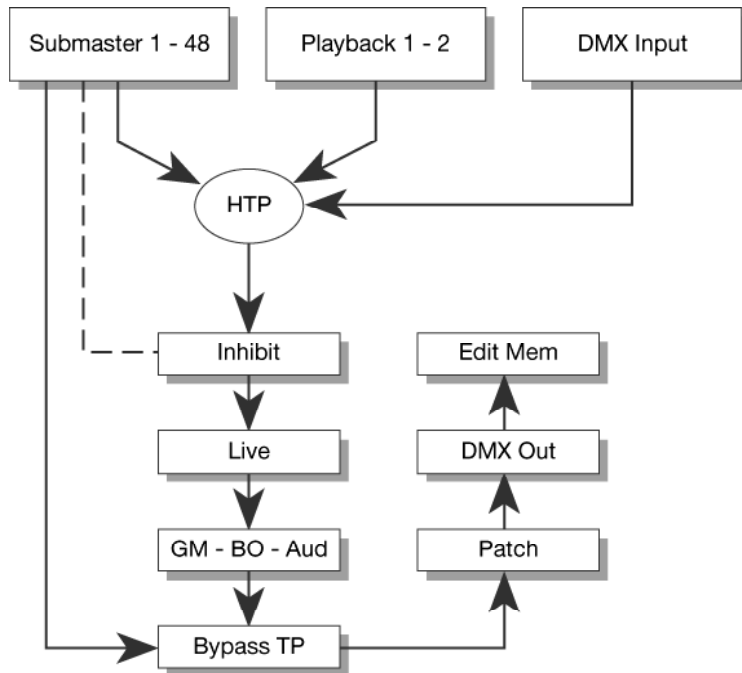 Submaster 1 - 48
Playback 1 - 2
DMX Input
HTP
Inhibit
Edit Mem
Live
DMX Out
GM - BO - Aud
Patch
Bypass TP